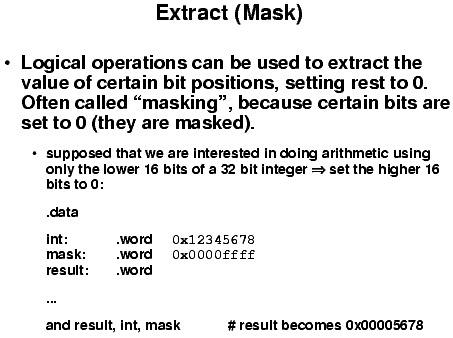 Extract (Mask)
• Logical operations can be used to extract the
value of certain bit positions, setting rest to 0.
Often called “masking”, because certain bits are
set to 0 (they are masked).
• supposed that we are interested in doing arithmetic using
only the lower 16 bits of a 32 bit integer ⇒ set the higher 16
bits to 0:
.data
int: .word 0x12345678
mask: .word 0x0000ffff
result: .word
...
and result, int, mask # result becomes 0x00005678